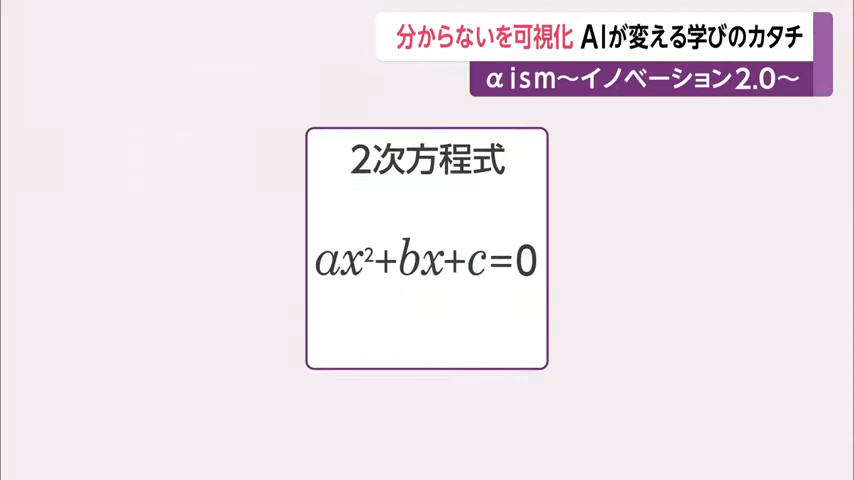 分からないを可視化 AIが変える学びのカタチ
αism～イノベーション2.0～
2次方程式
ax²+bx+c=0